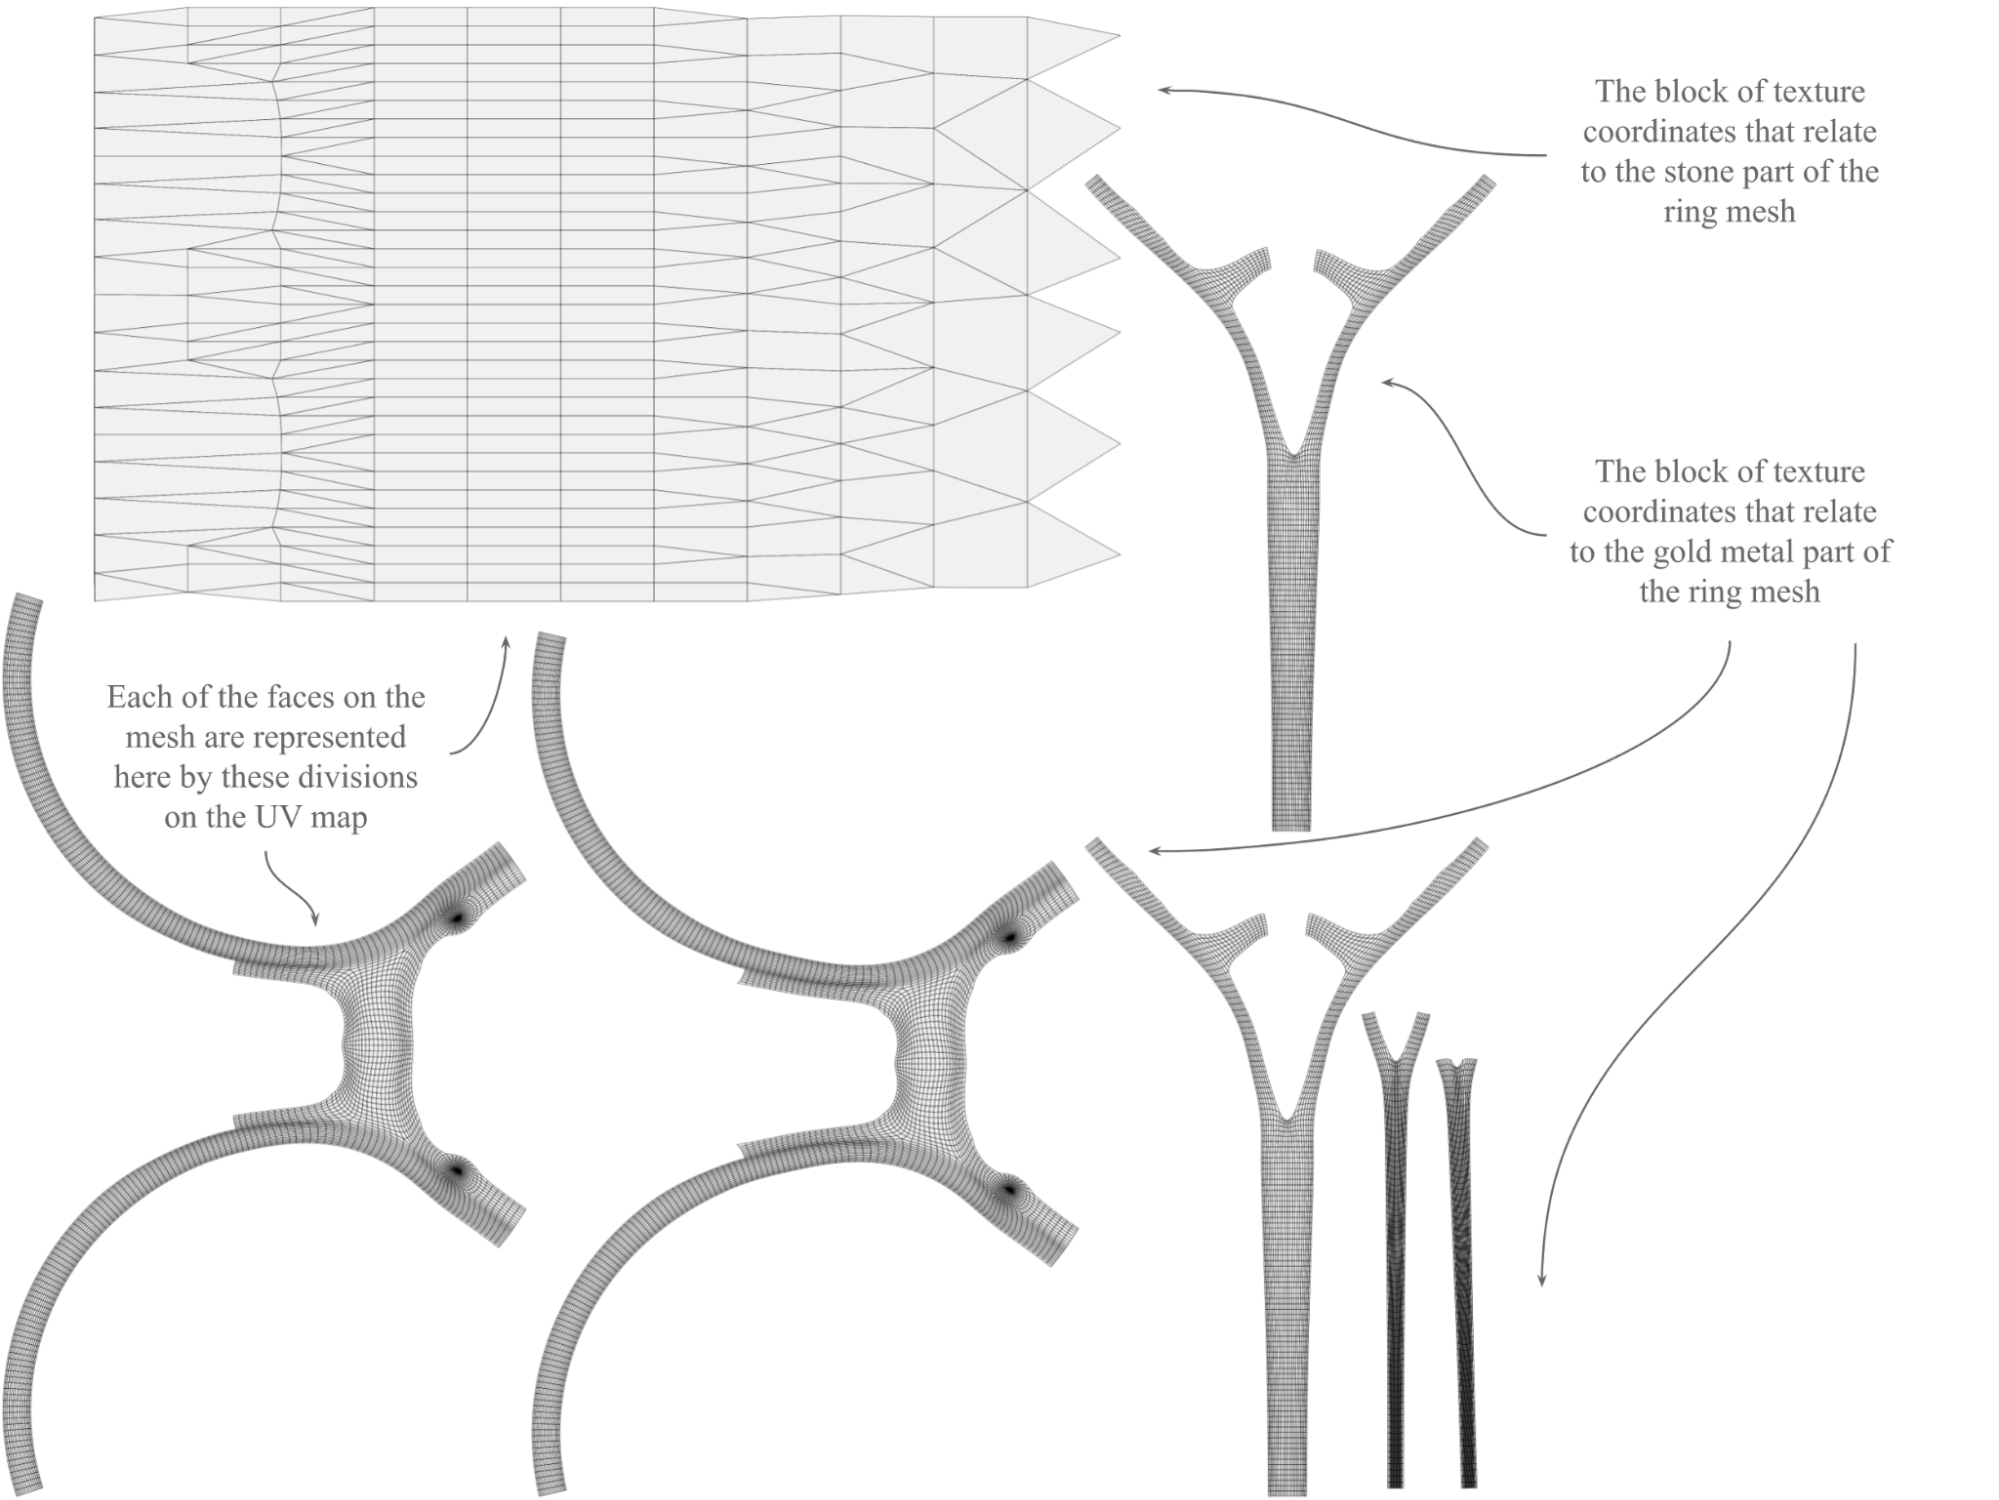 The block of texture
coordinates that relate
to the stone part of the
ring mesh
The block of texture
coordinates that relate
to the gold metal part of
the ring mesh
Each of the faces on the
mesh are represented
here by these divisions
on the UV map